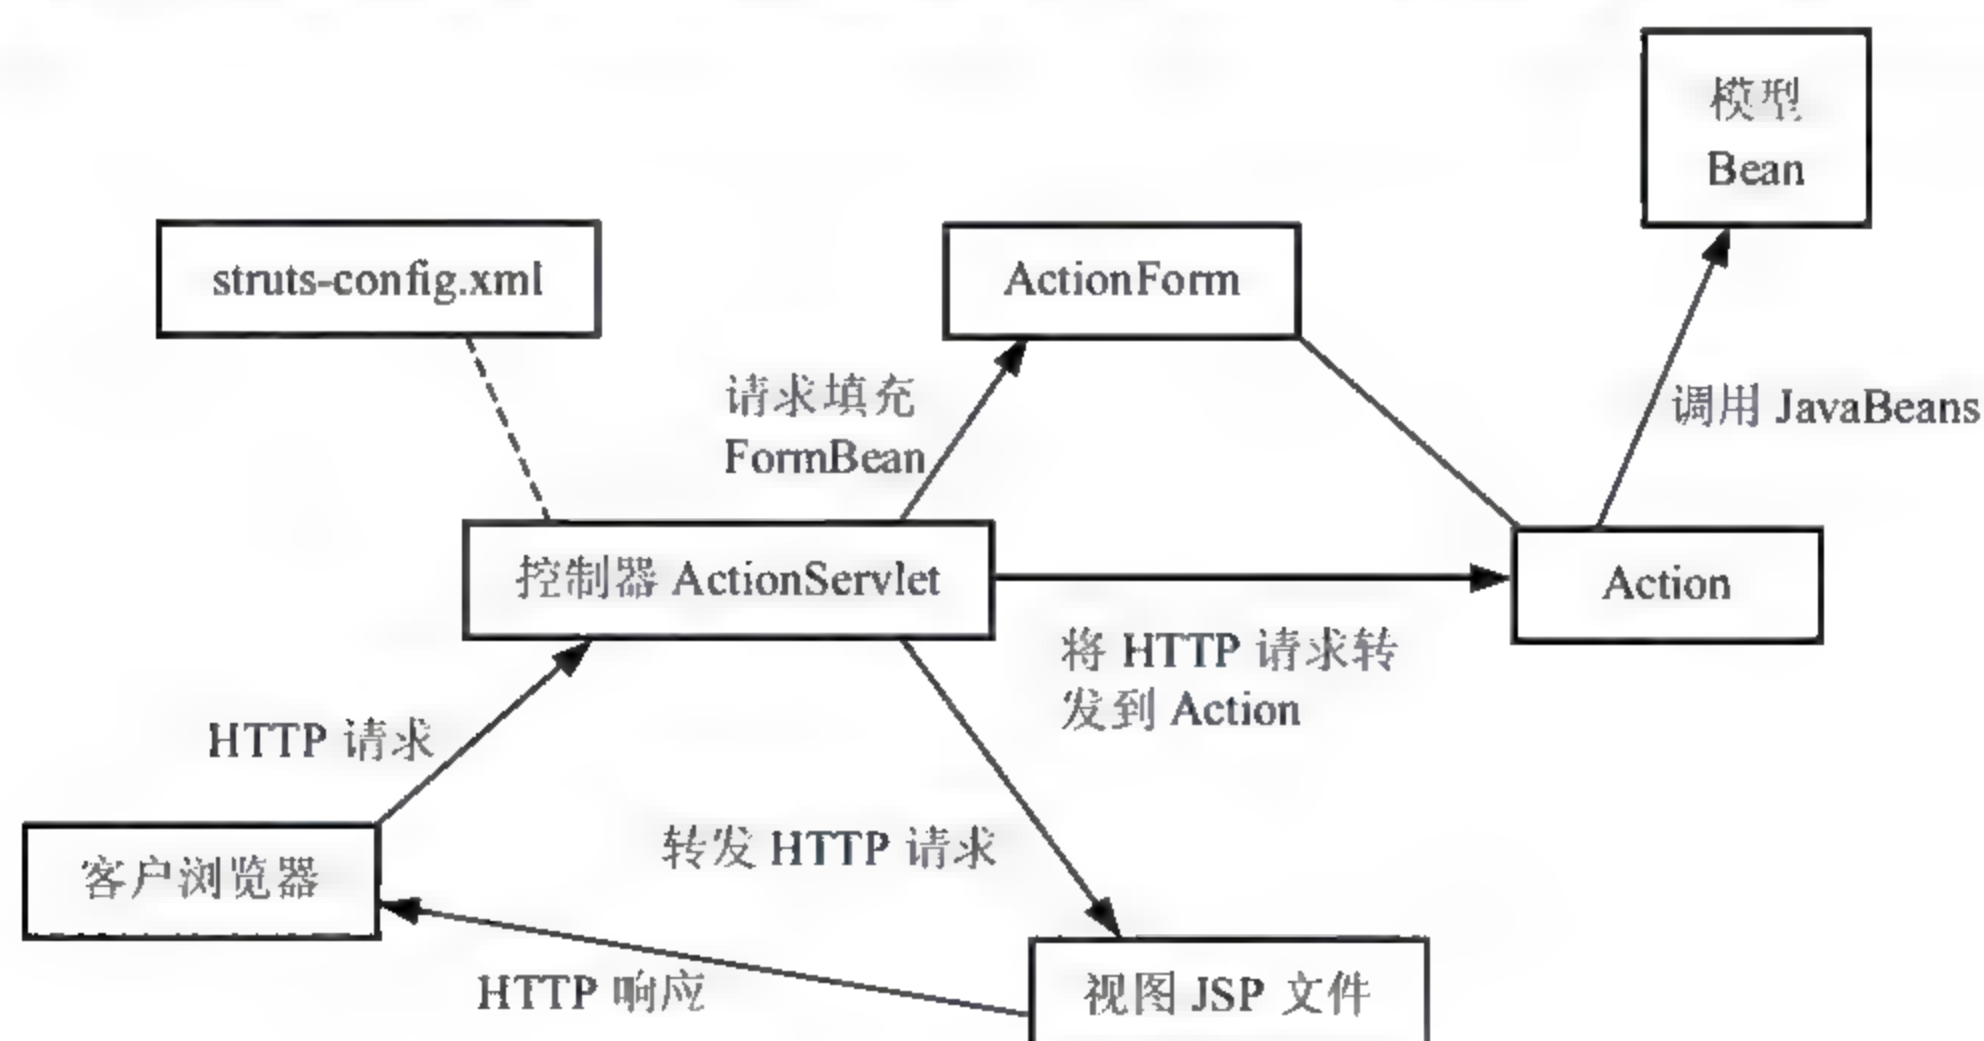 模型
Bean
struts-config.xml
ActionForm
请求填充
FormBean
调用 JavaBeans
控制器 ActionServlet
Action
将 HTTP 请求转
发到 Action
HTTP 请求
转发 HTTP 请求
客户浏览器
HTTP 响应
视图 JSP 文件